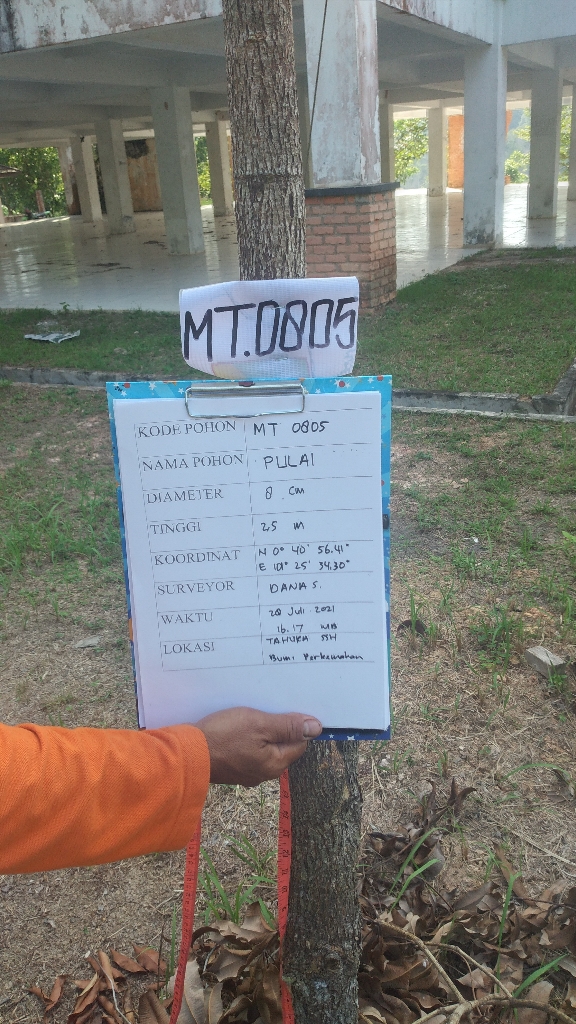 MT.0805
KODE POHON MT 0805
NAMA POHON PULAI
DIAMETER 8 cm
TINGGI 25 m
KOORDINAT N 0° 40' 56.41"
E 101° 25' 34.30"
SURVEYOR DANA S.
WAKTU 28 Juli 2021
16.17 WIB
LOKASI TAHURA SSH
Bumi Perkemahan